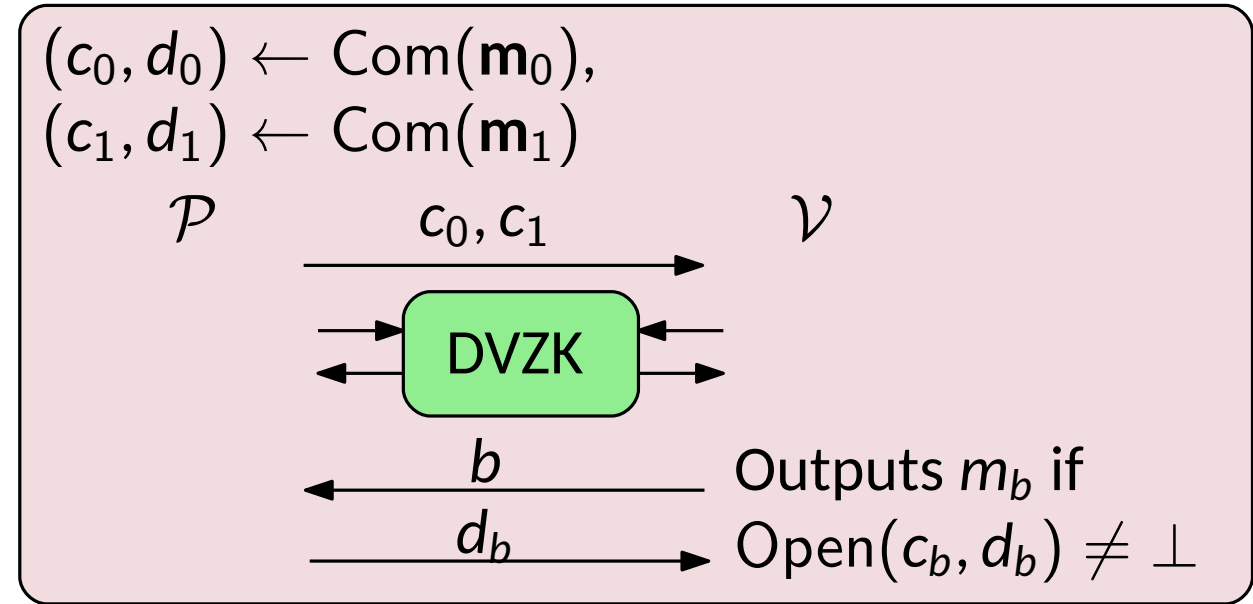 (c₀, d₀) ← Com(𝐦₀),
(c₁, d₁) ← Com(𝐦₁)
𝒫 c₀, c₁ 𝒱
DVZK
b Outputs m_b if
d_b Open(c_b, d_b) ≠ ⊥